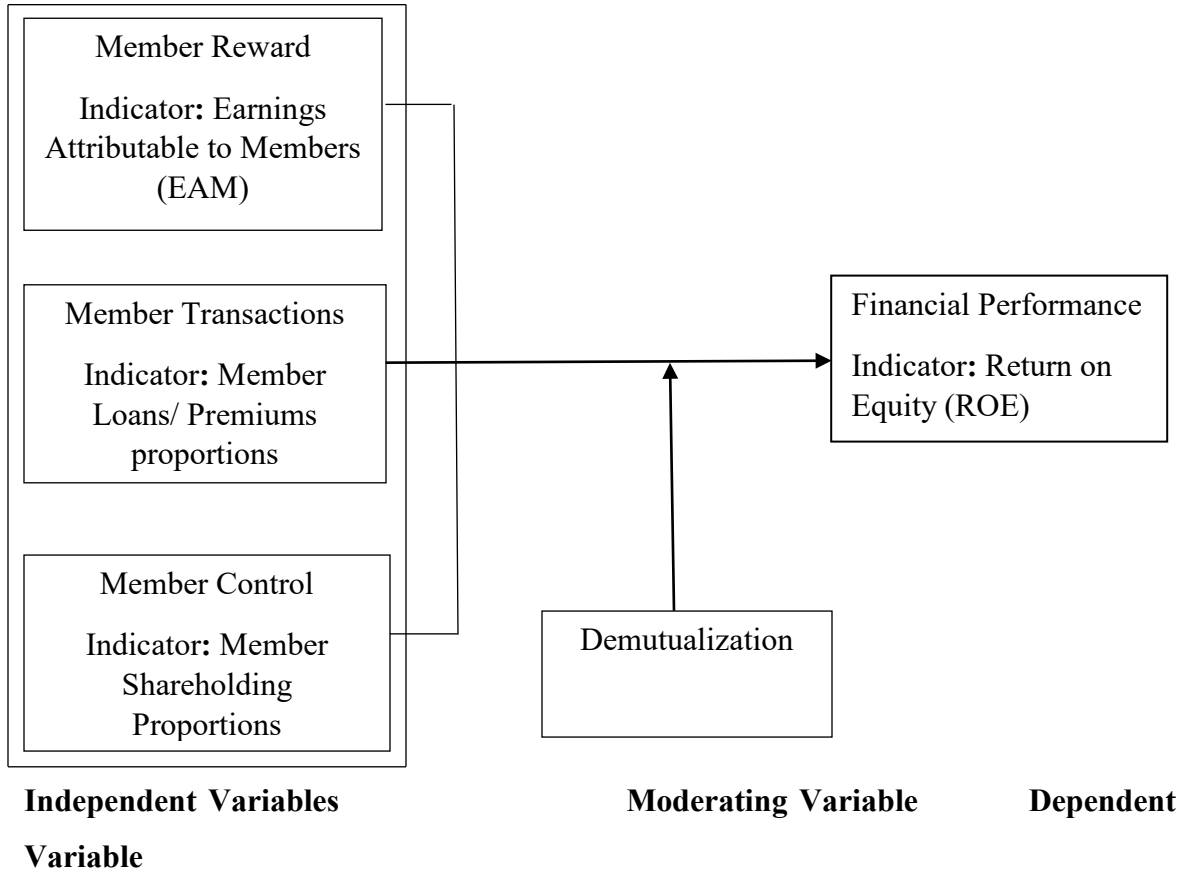 Member Reward
Indicator: Earnings
Attributable to Members
(EAM)
Member Transactions
Indicator: Member
Loans/ Premiums
proportions
Member Control
Indicator: Member
Shareholding
Proportions
Financial Performance
Indicator: Return on
Equity (ROE)
Demutualization
Independent Variables Moderating Variable Dependent
Variable